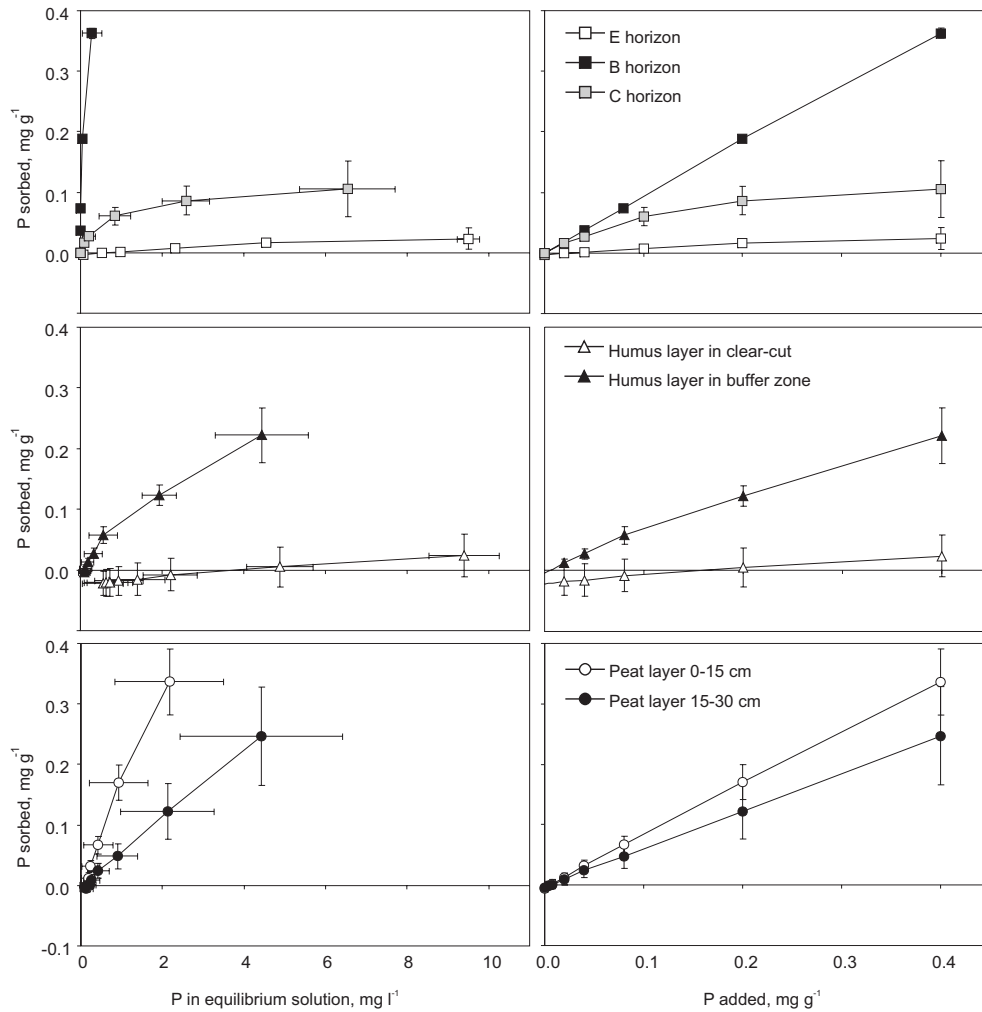 0.4
0.3
0.2
0.1
0.0
P sorbed, mg g⁻¹
E horizon
B horizon
C horizon
0.4
0.3
0.2
0.1
0.0
P sorbed, mg g⁻¹
Humus layer in clear-cut
Humus layer in buffer zone
0.4
0.3
0.2
0.1
0.0
-0.1
P sorbed, mg g⁻¹
Peat layer 0-15 cm
Peat layer 15-30 cm
0 2 4 6 8 10
0.0 0.1 0.2 0.3 0.4
P in equilibrium solution, mg l⁻¹
P added, mg g⁻¹